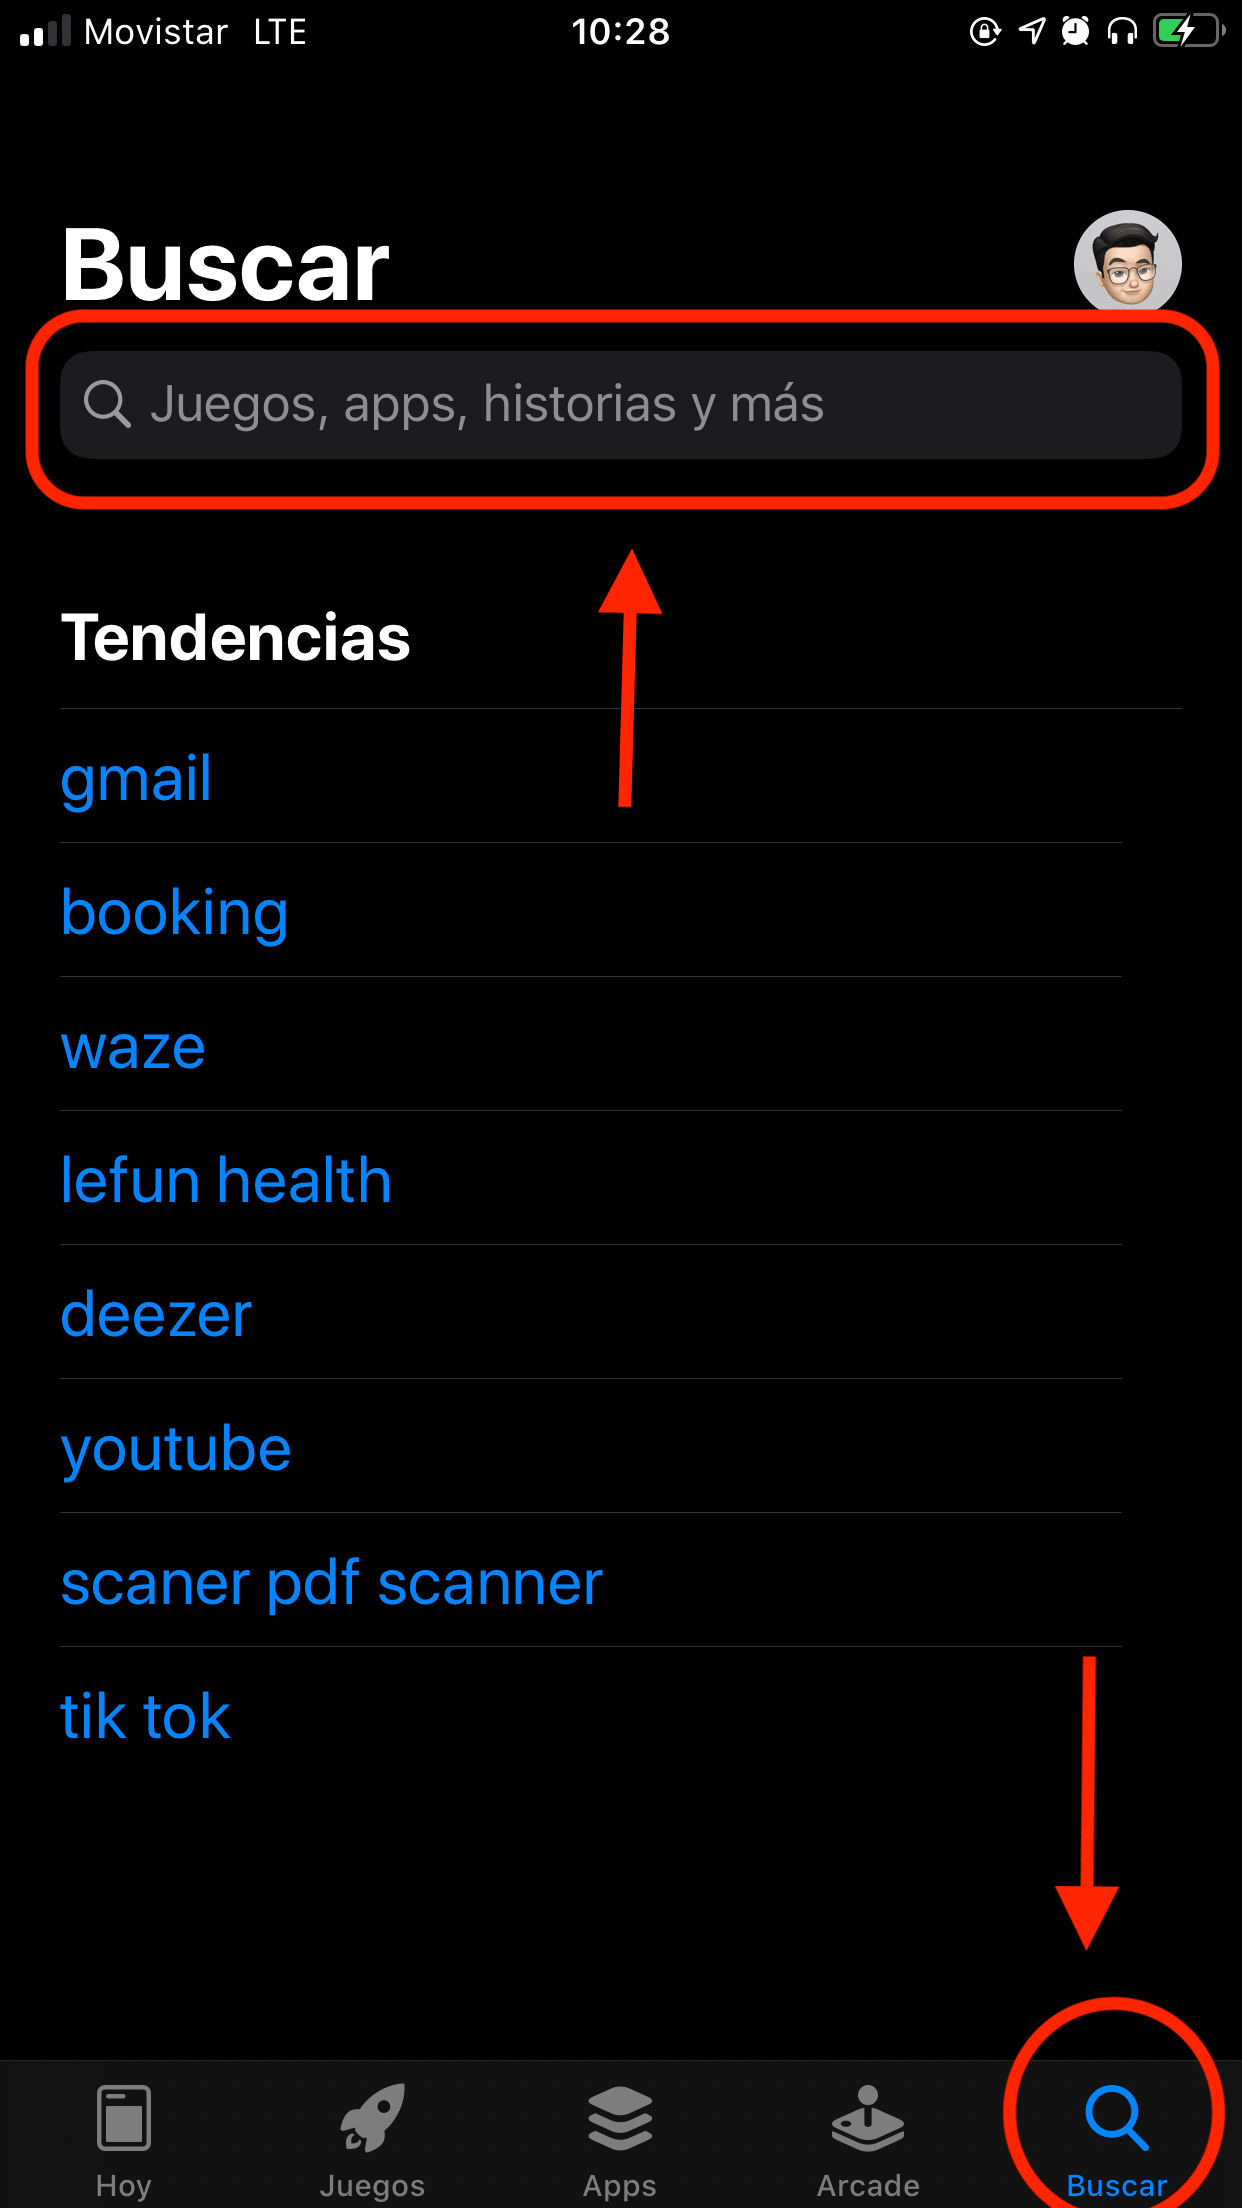 Movistar LTE 10:28
Buscar
Juegos, apps, historias y más
Tendencias
gmail
booking
waze
lefun health
deezer
youtube
scaner pdf scanner
tik tok
Hoy Juegos Apps Arcade Buscar